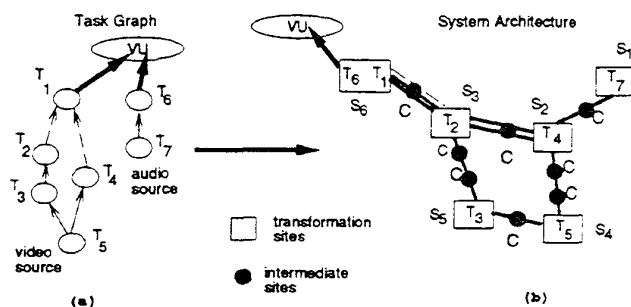 Task Graph
VU
T1
T6
T2
T7
T3
T4
audio
source
T5
video
source
(a)
System Architecture
VU
S1
T6 T1
T7
S3
S2
C
C
S6
T2
T4
C
C
C
C
C
transformation
sites
S5
T3
T5
S4
C
intermediate
sites
(b)